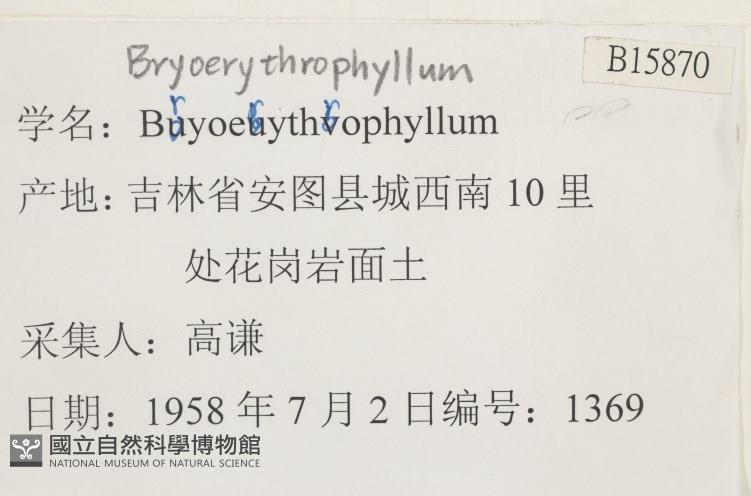 Bryoerythrophyllum
B15870
学名：Buyoeuythvophyllum
r r r
产地：吉林省安图县城西南 10 里
处花岗岩面土
采集人：高谦
日期：1958 年 7 月 2 日编号：1369
國立自然科學博物館
NATIONAL MUSEUM OF NATURAL SCIENCE